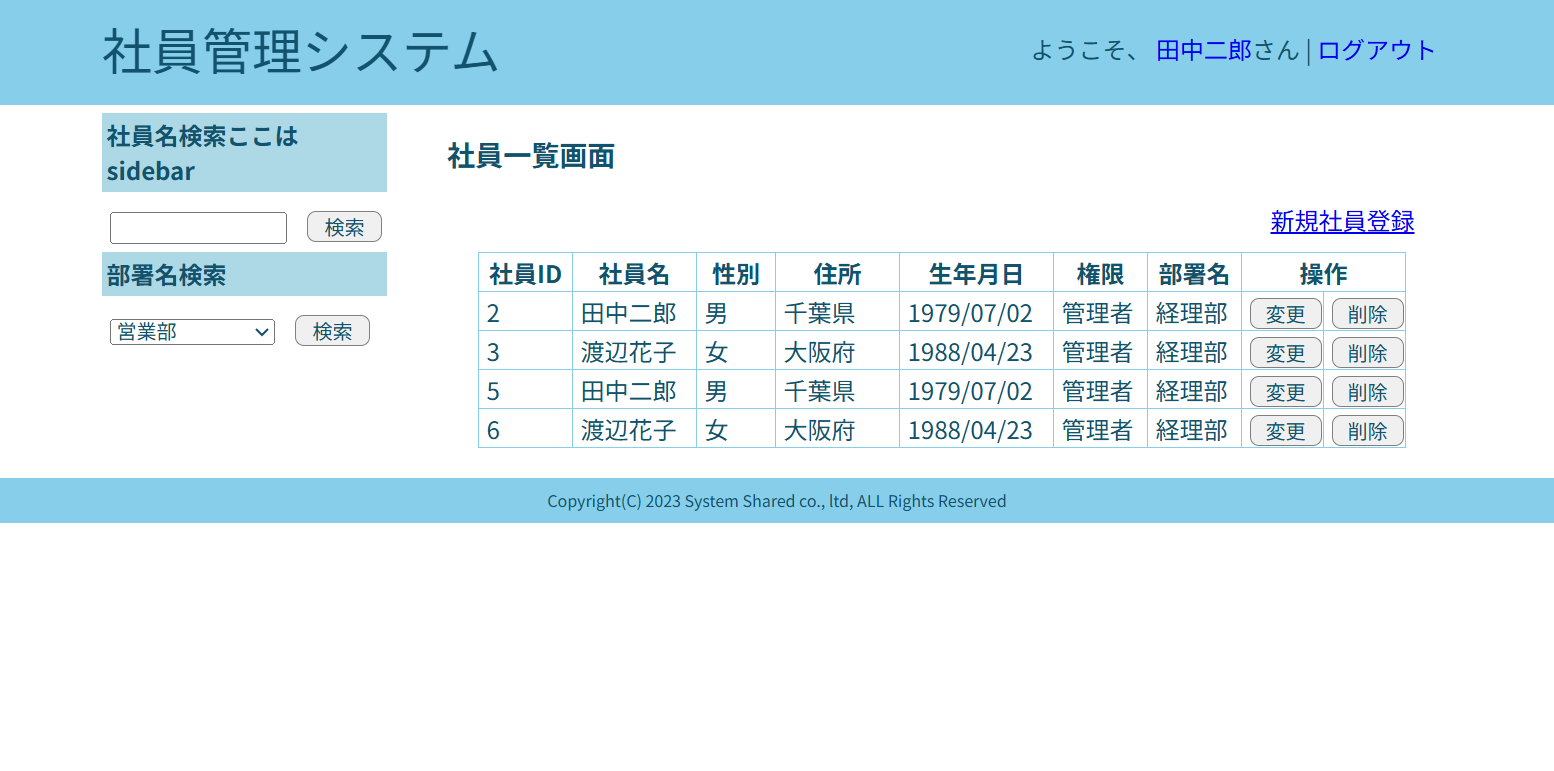 社員管理システム
ようこそ、 田中二郎さん | ログアウト
社員名検索ここは
sidebar
検索
部署名検索
営業部 検索
社員一覧画面
新規社員登録
社員ID 社員名 性別 住所 生年月日 権限 部署名 操作
2 田中二郎 男 千葉県 1979/07/02 管理者 経理部 変更 削除
3 渡辺花子 女 大阪府 1988/04/23 管理者 経理部 変更 削除
5 田中二郎 男 千葉県 1979/07/02 管理者 経理部 変更 削除
6 渡辺花子 女 大阪府 1988/04/23 管理者 経理部 変更 削除
Copyright(C) 2023 System Shared co., ltd, ALL Rights Reserved